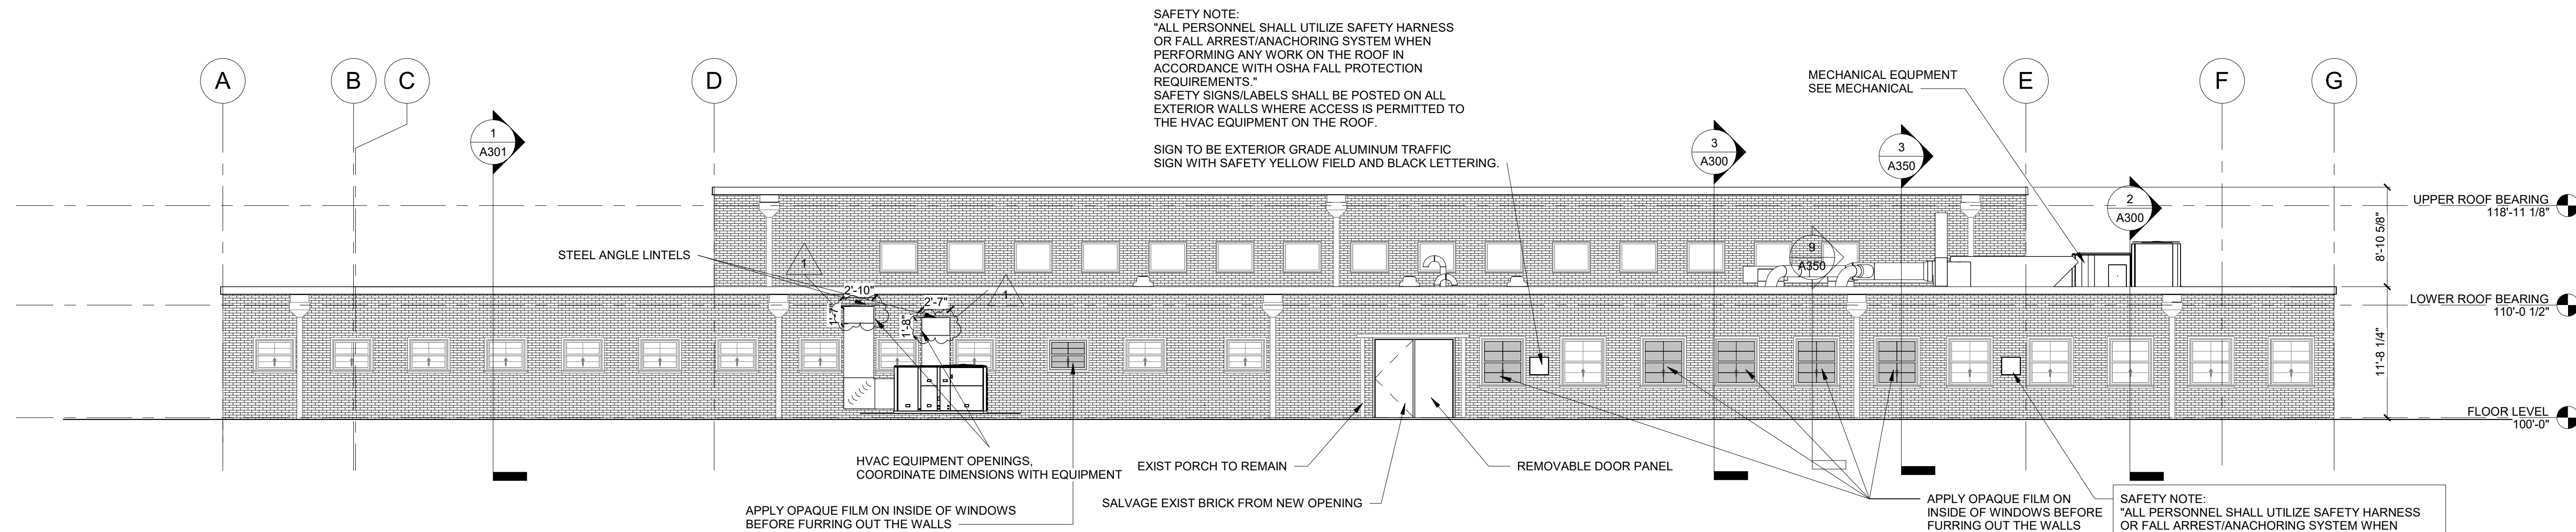 SAFETY NOTE:
"ALL PERSONNEL SHALL UTILIZE SAFETY HARNESS
OR FALL ARREST/ANACHORING SYSTEM WHEN
PERFORMING ANY WORK ON THE ROOF IN
ACCORDANCE WITH OSHA FALL PROTECTION
REQUIREMENTS."
SAFETY SIGNS/LABELS SHALL BE POSTED ON ALL
EXTERIOR WALLS WHERE ACCESS IS PERMITTED TO
THE HVAC EQUIPMENT ON THE ROOF.
SIGN TO BE EXTERIOR GRADE ALUMINUM TRAFFIC
SIGN WITH SAFETY YELLOW FIELD AND BLACK LETTERING.
A
B
C
D
E
F
G
MECHANICAL EQUPMENT
SEE MECHANICAL
1
A301
3
A300
3
A350
2
A300
9
A350
UPPER ROOF BEARING
118'-11 1/8"
8'-10 5/8"
STEEL ANGLE LINTELS
1
1
2'-10"
2'-7"
1'-7"
1'-8"
LOWER ROOF BEARING
110'-0 1/2"
11'-8 1/4"
FLOOR LEVEL
100'-0"
HVAC EQUIPMENT OPENINGS,
COORDINATE DIMENSIONS WITH EQUIPMENT
EXIST PORCH TO REMAIN
REMOVABLE DOOR PANEL
SALVAGE EXIST BRICK FROM NEW OPENING
APPLY OPAQUE FILM ON INSIDE OF WINDOWS
BEFORE FURRING OUT THE WALLS
APPLY OPAQUE FILM ON
INSIDE OF WINDOWS BEFORE
FURRING OUT THE WALLS
SAFETY NOTE:
"ALL PERSONNEL SHALL UTILIZE SAFETY HARNESS
OR FALL ARREST/ANACHORING SYSTEM WHEN